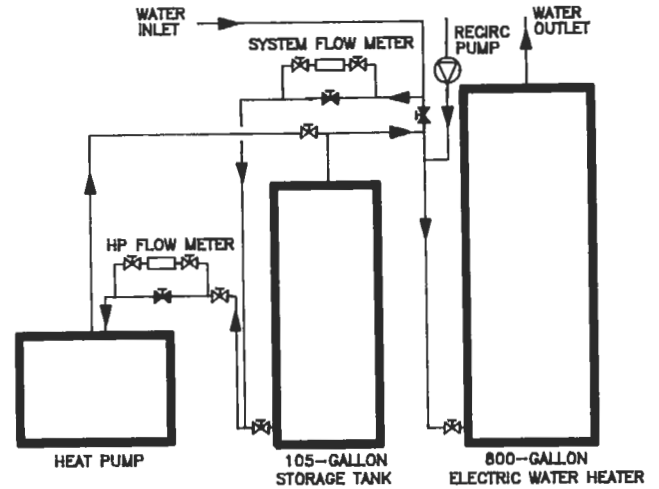 WATER
INLET
WATER
OUTLET
SYSTEM FLOW METER
RECIRC
PUMP
HP FLOW METER
HEAT PUMP
105-GALLON
STORAGE TANK
800-GALLON
ELECTRIC WATER HEATER